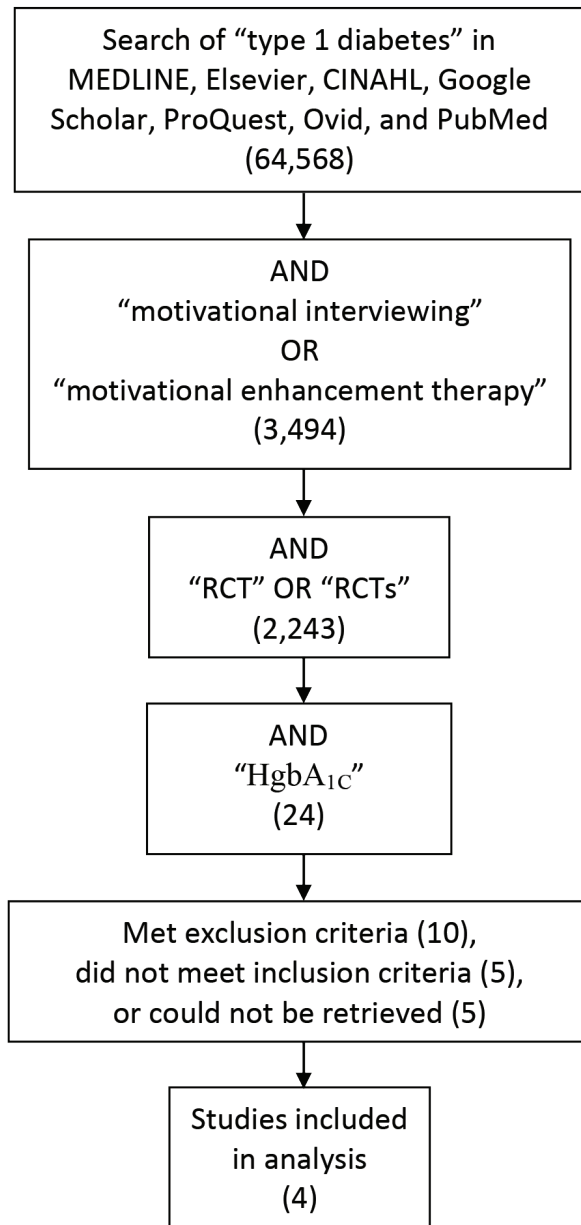 Search of “type 1 diabetes” in
MEDLINE, Elsevier, CINAHL, Google
Scholar, ProQuest, Ovid, and PubMed
(64,568)
AND
“motivational interviewing”
OR
“motivational enhancement therapy”
(3,494)
AND
“RCT” OR “RCTs”
(2,243)
AND
“HgbA1C”
(24)
Met exclusion criteria (10),
did not meet inclusion criteria (5),
or could not be retrieved (5)
Studies included
in analysis
(4)